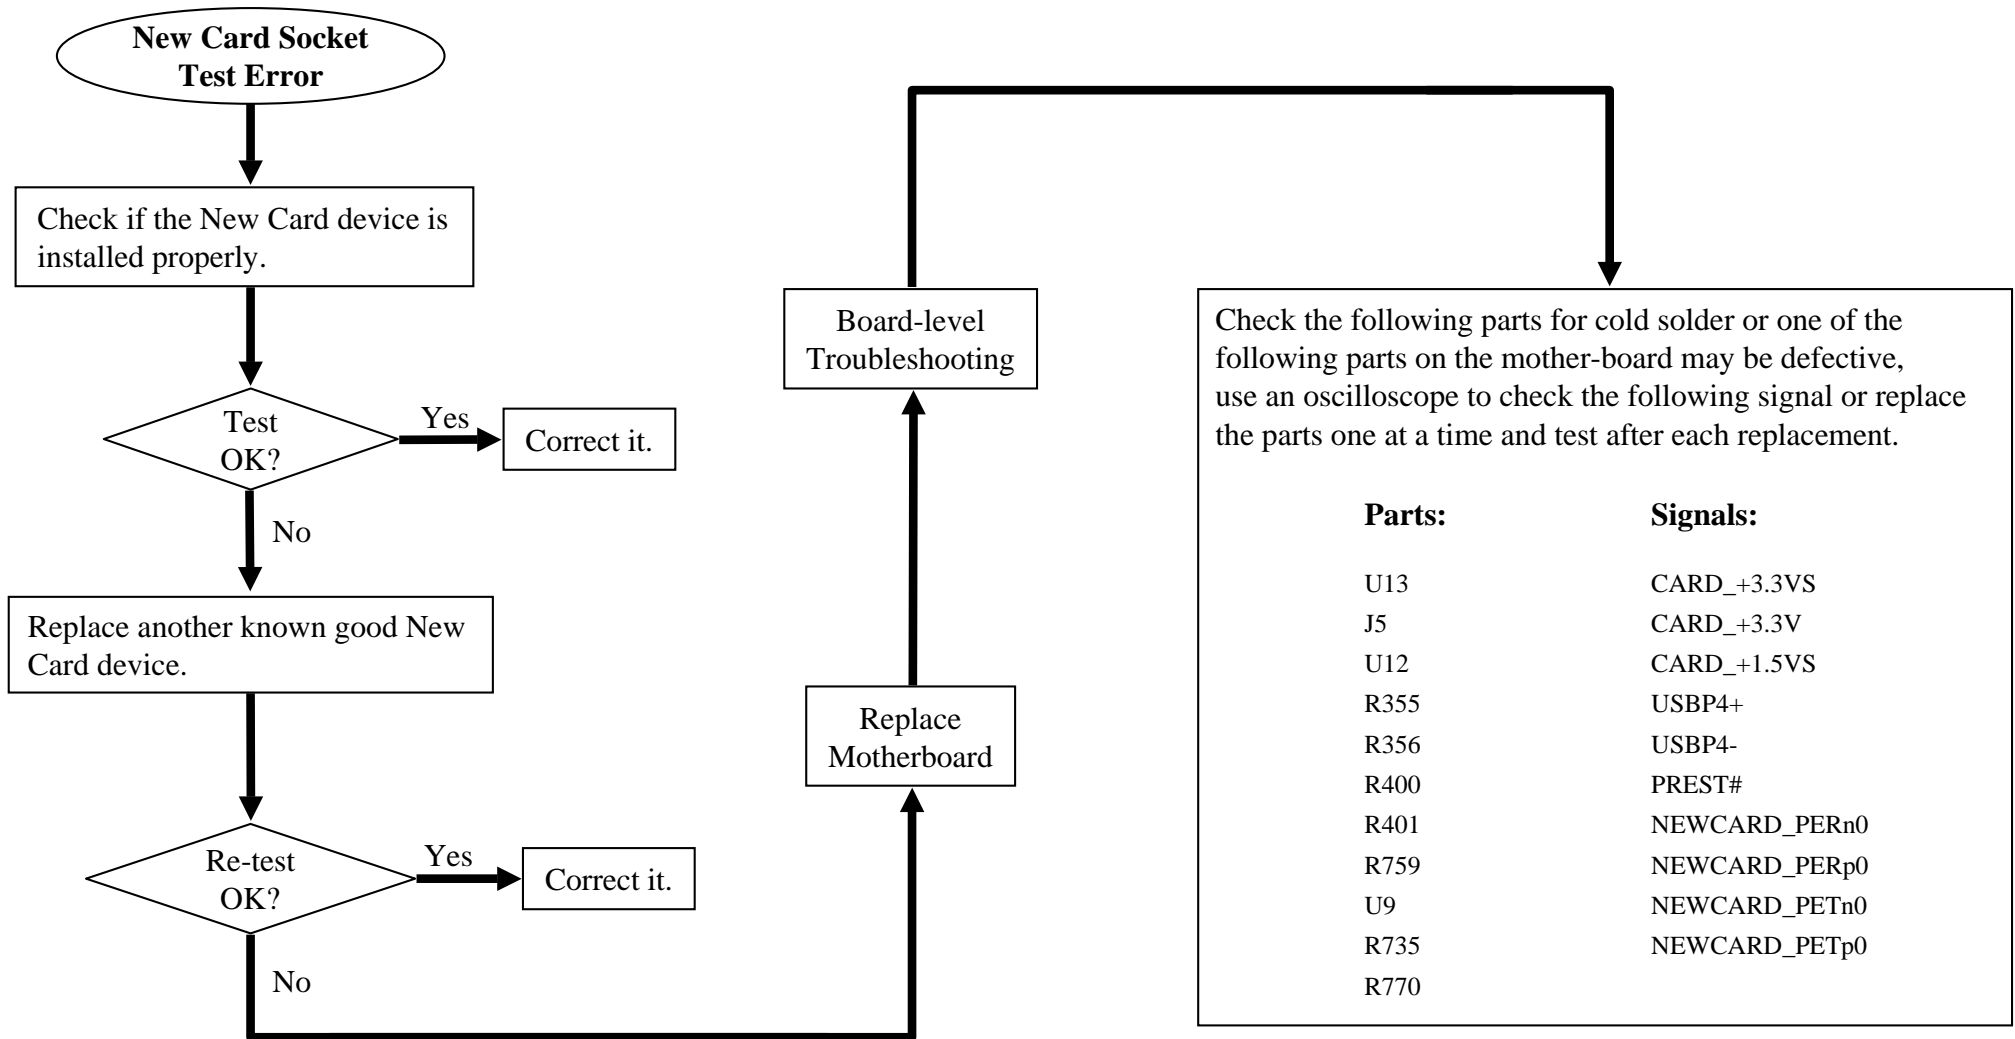 New Card Socket
Test Error
Check if the New Card device is
installed properly.
Test
OK?
Yes
Correct it.
No
Replace another known good New
Card device.
Re-test
OK?
Yes
Correct it.
No
Replace
Motherboard
Board-level
Troubleshooting
Check the following parts for cold solder or one of the
following parts on the mother-board may be defective,
use an oscilloscope to check the following signal or replace
the parts one at a time and test after each replacement.
Parts: Signals:
U13 CARD_+3.3VS
J5 CARD_+3.3V
U12 CARD_+1.5VS
R355 USBP4+
R356 USBP4-
R400 PREST#
R401 NEWCARD_PERn0
R759 NEWCARD_PERp0
U9 NEWCARD_PETn0
R735 NEWCARD_PETp0
R770